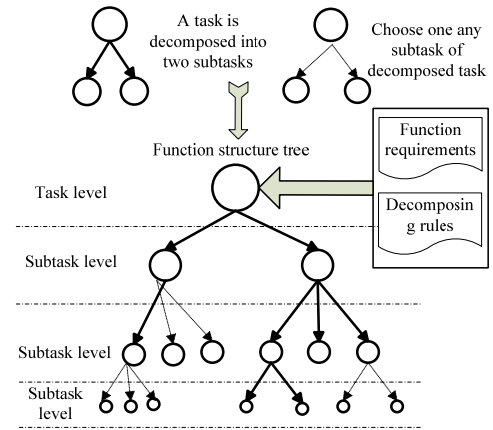 A task is
decomposed into
two subtasks
Choose one any
subtask of
decomposed task
Function structure tree
Function
requirements
Decomposin
g rules
Task level
Subtask level
Subtask level
Subtask
level